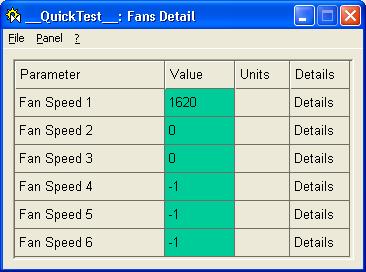 __QuickTest__: Fans Detail
File Panel ?
Parameter Value Units Details
Fan Speed 1 1620 Details
Fan Speed 2 0 Details
Fan Speed 3 0 Details
Fan Speed 4 -1 Details
Fan Speed 5 -1 Details
Fan Speed 6 -1 Details